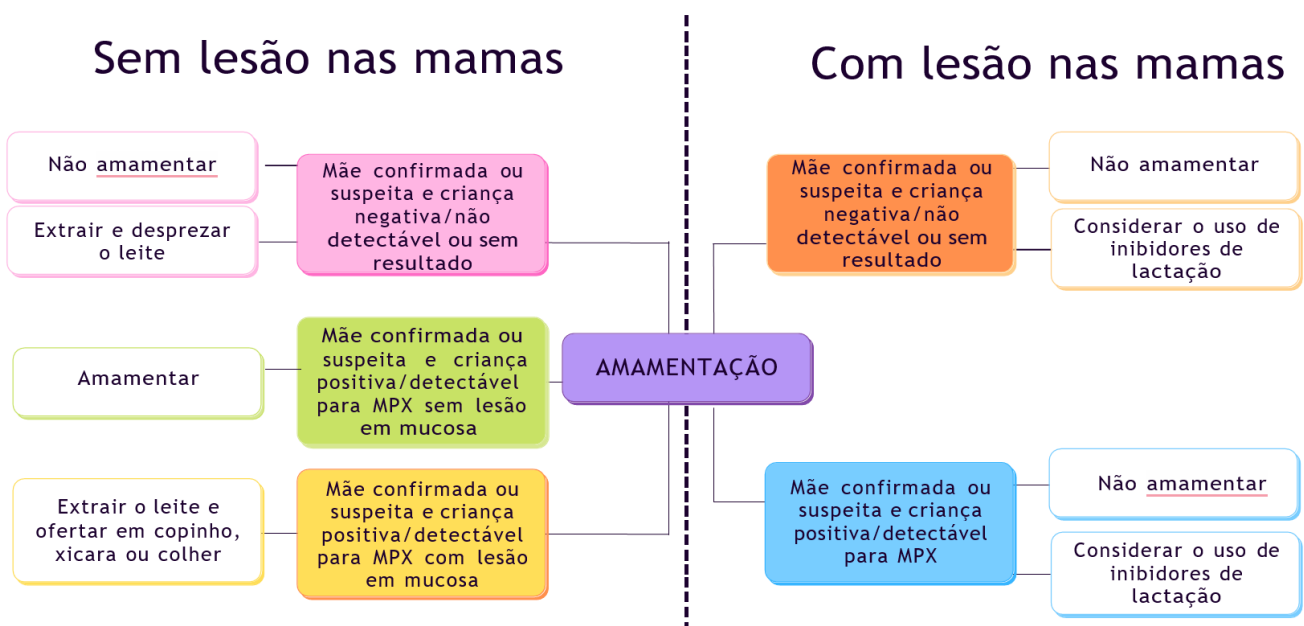 Sem lesão nas mamas
Não amamentar
Extrair e desprezar
o leite
Mãe confirmada ou
suspeita e criança
negativa/não
detectável ou sem
resultado
Amamentar
Mãe confirmada ou
suspeita e criança
positiva/detectável
para MPX sem lesão
em mucosa
Extrair o leite e
ofertar em copinho,
xicara ou colher
Mãe confirmada ou
suspeita e criança
positiva/detectável
para MPX com lesão
em mucosa
AMAMENTAÇÃO
Com lesão nas mamas
Mãe confirmada ou
suspeita e criança
negativa/não
detectável ou sem
resultado
Não amamentar
Considerar o uso de
inibidores de
lactação
Mãe confirmada ou
suspeita e criança
positiva/detectável
para MPX
Não amamentar
Considerar o uso de
inibidores de
lactação